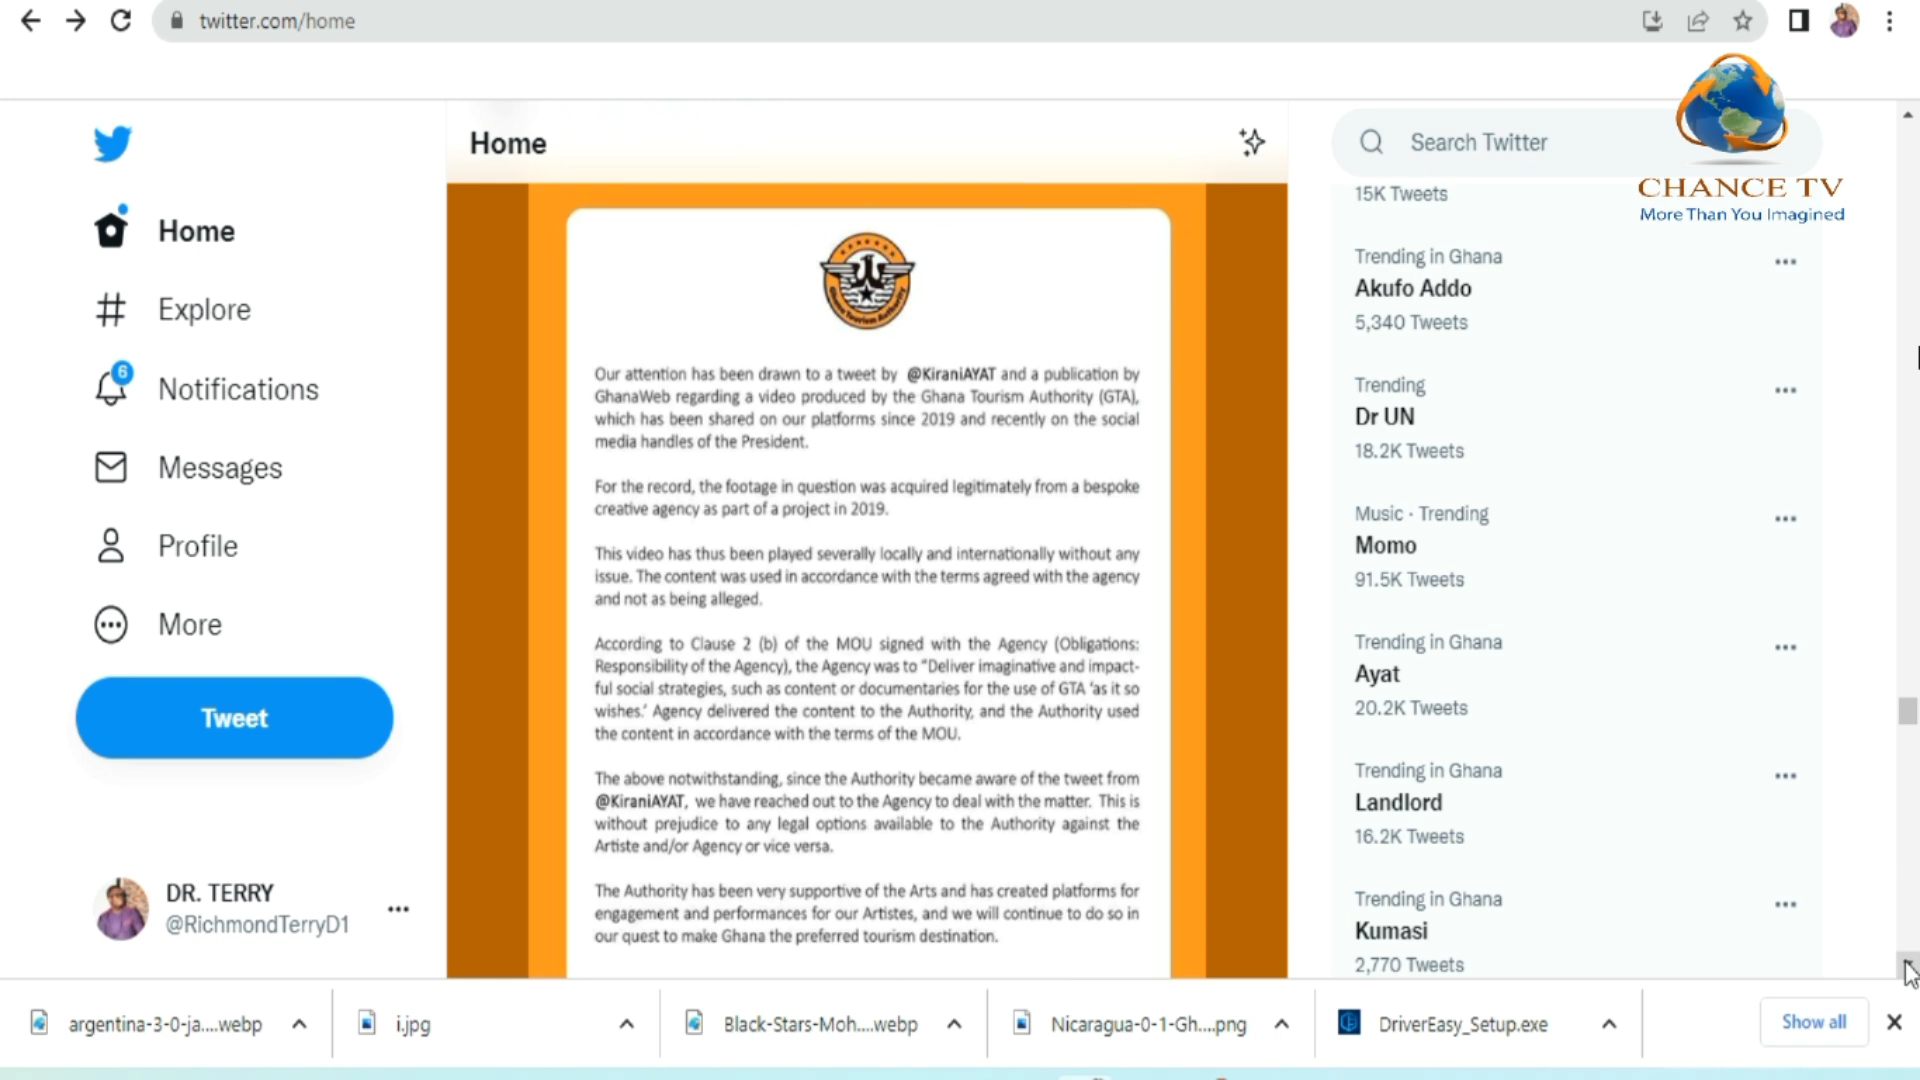 twitter.com/home
CHANCE TV
More Than You Imagined
Home
Explore
6
Notifications
Messages
Profile
More
Tweet
DR. TERRY
@RichmondTerryD1
Home
Ghana Tourism Authority
Our attention has been drawn to a tweet by @KiraniAYAT and a publication by
GhanaWeb regarding a video produced by the Ghana Tourism Authority (GTA),
which has been shared on our platforms since 2019 and recently on the social
media handles of the President.
For the record, the footage in question was acquired legitimately from a bespoke
creative agency as part of a project in 2019.
This video has thus been played severally locally and internationally without any
issue. The content was used in accordance with the terms agreed with the agency
and not as being alleged.
According to Clause 2 (b) of the MOU signed with the Agency (Obligations:
Responsibility of the Agency), the Agency was to “Deliver imaginative and impact-
ful social strategies, such as content or documentaries for the use of GTA ‘as it so
wishes.’ Agency delivered the content to the Authority, and the Authority used
the content in accordance with the terms of the MOU.
The above notwithstanding, since the Authority became aware of the tweet from
@KiraniAYAT, we have reached out to the Agency to deal with the matter. This is
without prejudice to any legal options available to the Authority against the
Artiste and/or Agency or vice versa.
The Authority has been very supportive of the Arts and has created platforms for
engagement and performances for our Artistes, and we will continue to do so in
our quest to make Ghana the preferred tourism destination.
Search Twitter
15K Tweets
Trending in Ghana
Akufo Addo
5,340 Tweets
Trending
Dr UN
18.2K Tweets
Music · Trending
Momo
91.5K Tweets
Trending in Ghana
Ayat
20.2K Tweets
Trending in Ghana
Landlord
16.2K Tweets
Trending in Ghana
Kumasi
2,770 Tweets
argentina-3-0-ja....webp
i.jpg
Black-Stars-Moh....webp
Nicaragua-0-1-Gh....png
DriverEasy_Setup.exe
Show all